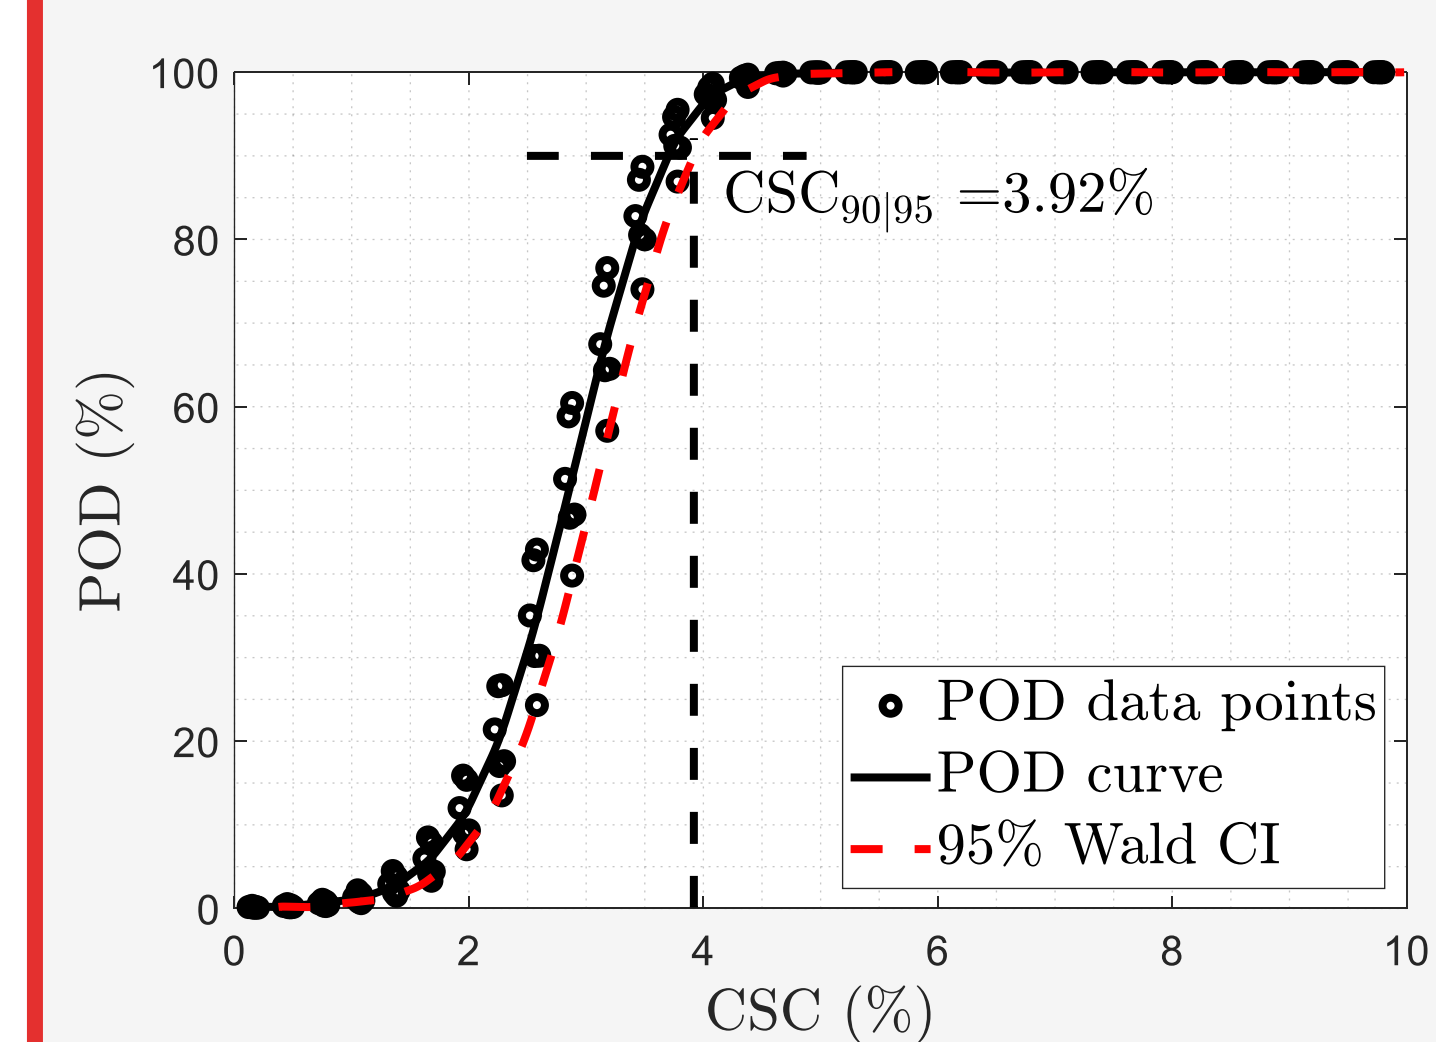 100
80
60
40
20
0
POD (%)
CSC₉₀|₉₅ =3.92%
POD data points
POD curve
95% Wald CI
0 2 4 6 8 10
CSC (%)